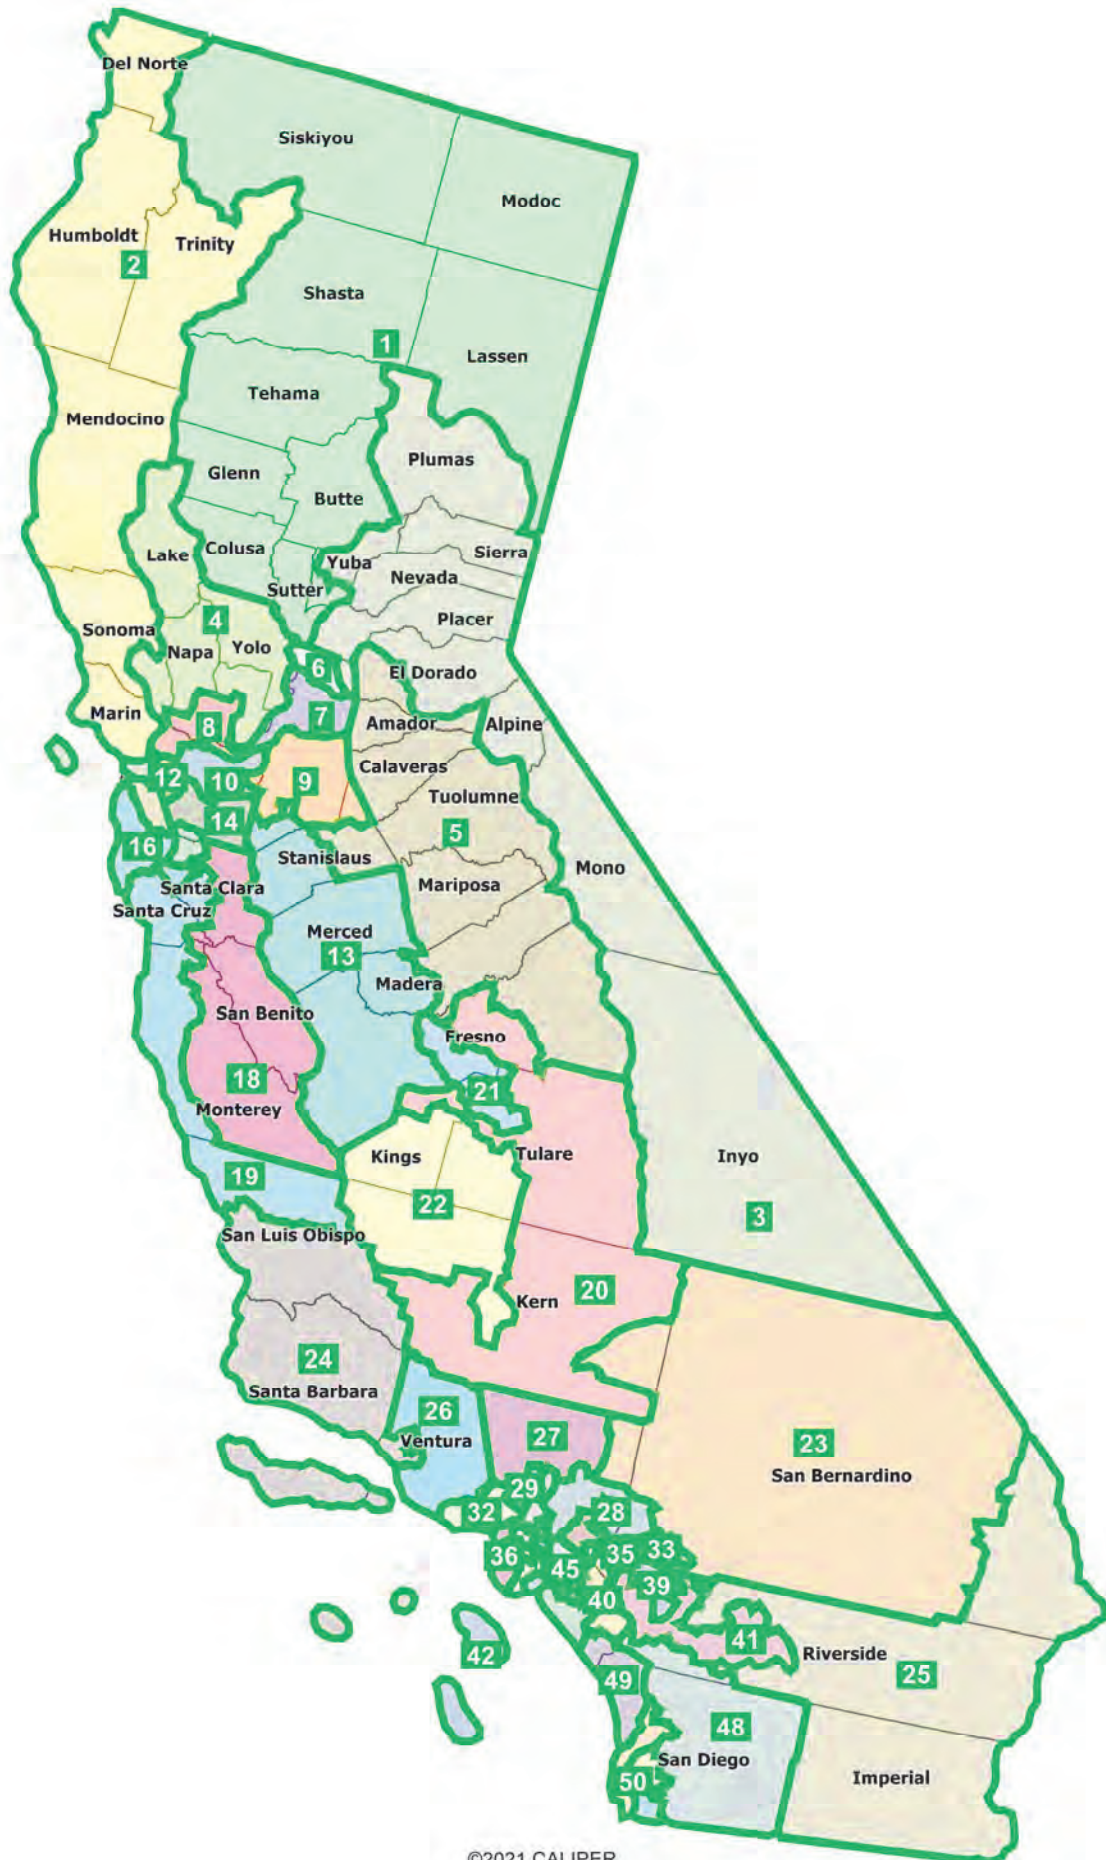 Del Norte
Siskiyou
Modoc
Humboldt
Trinity
2
Shasta
1
Lassen
Tehama
Mendocino
Plumas
Glenn
Butte
Lake
Colusa
Yuba
Sierra
Nevada
Sutter
Placer
4
Sonoma
Napa
Yolo
6
El Dorado
Marin
8
7
Amador
Alpine
12
10
9
Calaveras
Tuolumne
14
5
16
Stanislaus
Mono
Santa Clara
Mariposa
Santa Cruz
Merced
13
Madera
San Benito
Fresno
18
21
Monterey
Kings
Tulare
Inyo
19
22
3
San Luis Obispo
20
Kern
24
Santa Barbara
26
Ventura
27
23
San Bernardino
29
32
28
36
45
35
33
39
40
41
42
Riverside
25
49
48
San Diego
50
Imperial
©2021 CALIPER